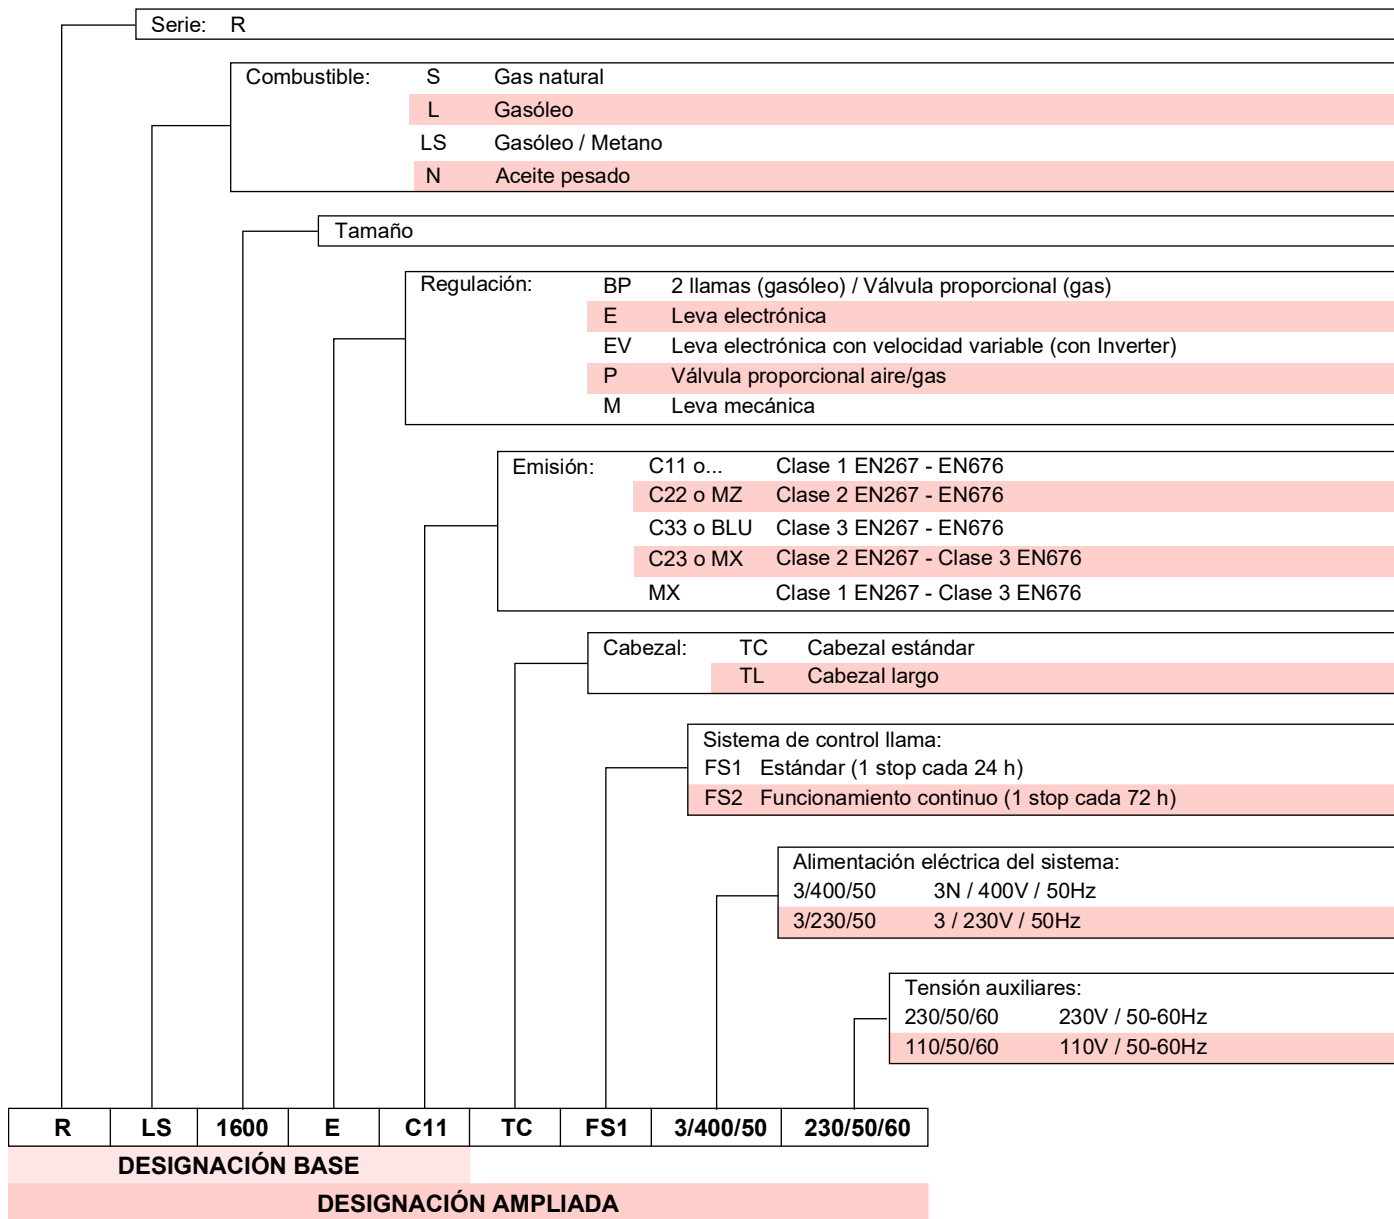 Serie: R
Combustible: S Gas natural
L Gasóleo
LS Gasóleo / Metano
N Aceite pesado
Tamaño
Regulación: BP 2 llamas (gasóleo) / Válvula proporcional (gas)
E Leva electrónica
EV Leva electrónica con velocidad variable (con Inverter)
P Válvula proporcional aire/gas
M Leva mecánica
Emisión: C11 o... Clase 1 EN267 - EN676
C22 o MZ Clase 2 EN267 - EN676
C33 o BLU Clase 3 EN267 - EN676
C23 o MX Clase 2 EN267 - Clase 3 EN676
MX Clase 1 EN267 - Clase 3 EN676
Cabezal: TC Cabezal estándar
TL Cabezal largo
Sistema de control llama:
FS1 Estándar (1 stop cada 24 h)
FS2 Funcionamiento continuo (1 stop cada 72 h)
Alimentación eléctrica del sistema:
3/400/50 3N / 400V / 50Hz
3/230/50 3 / 230V / 50Hz
Tensión auxiliares:
230/50/60 230V / 50-60Hz
110/50/60 110V / 50-60Hz
R LS 1600 E C11 TC FS1 3/400/50 230/50/60
DESIGNACIÓN BASE
DESIGNACIÓN AMPLIADA